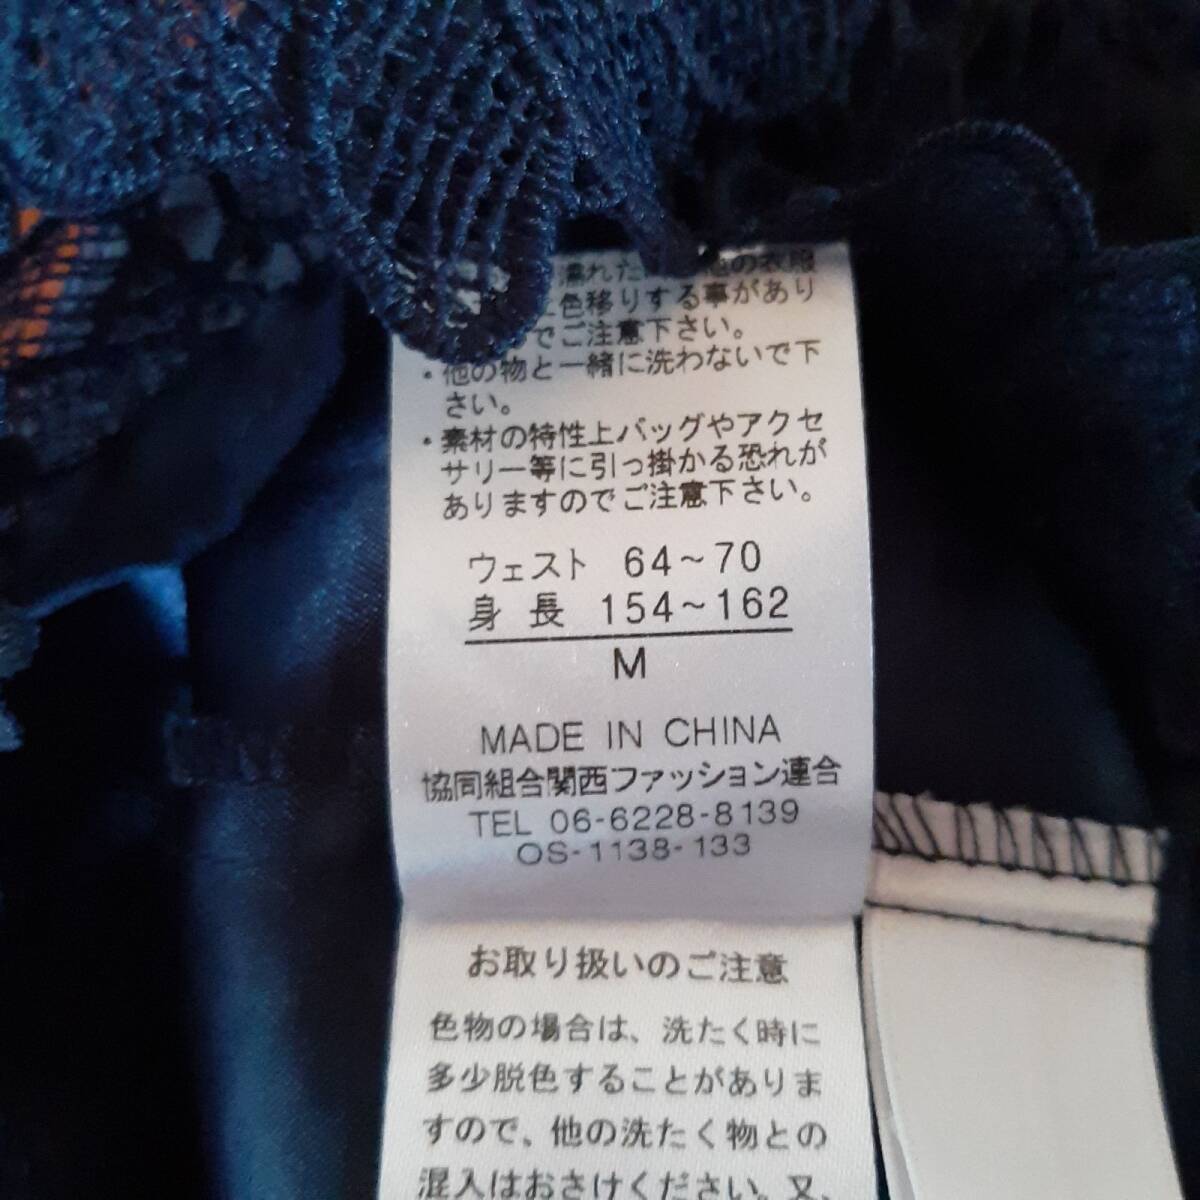 濡れた
の衣服
色移りする事があり
でご注意下さい。
・他の物と一緒に洗わないで下
さい。
・素材の特性上バッグやアクセ
サリー等に引っ掛かる恐れが
ありますのでご注意下さい。
ウェスト 64~70
身長 154~162
M
MADE IN CHINA
協同組合関西ファッション連合
TEL 06-6228-8139
OS-1138-133
お取り扱いのご注意
色物の場合は、洗たく時に
多少脱色することがありま
すので、他の洗たく物との
混入はおさけください。又、